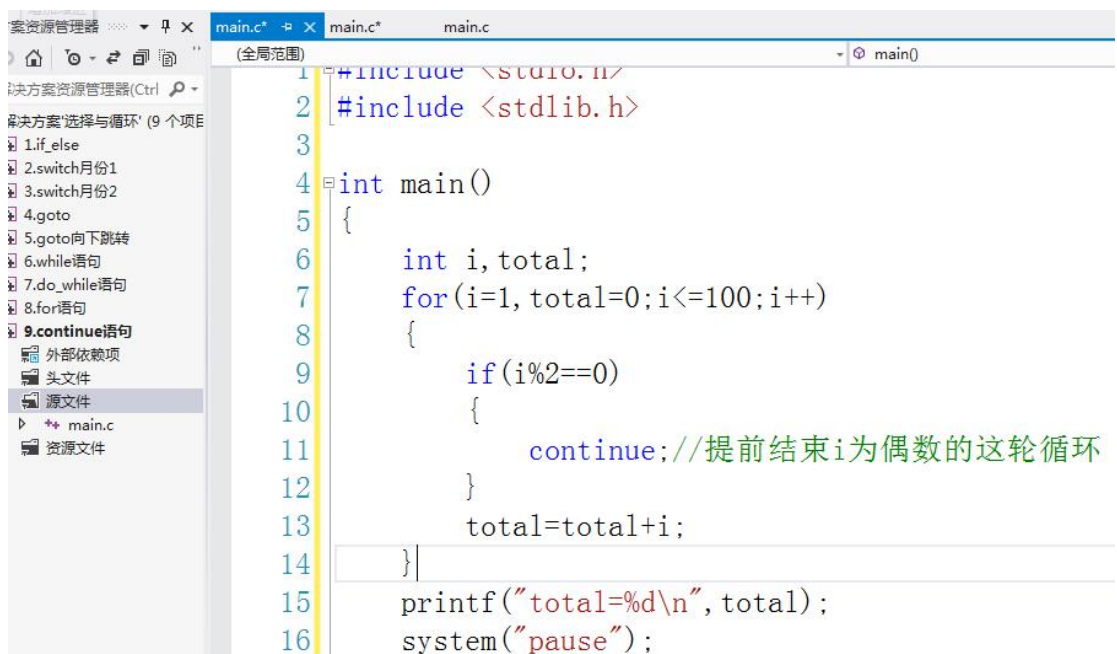 案资源管理器
main.c*
main.c*
main.c
(全局范围)
main()
解决方案资源管理器(Ctrl
解决方案'选择与循环' (9 个项目
1.if_else
2.switch月份1
3.switch月份2
4.goto
5.goto向下跳转
6.while语句
7.do_while语句
8.for语句
9.continue语句
外部依赖项
头文件
源文件
main.c
资源文件
1 #include <stdio.h>
2 #include <stdlib.h>
3
4 int main()
5 {
6 int i,total;
7 for(i=1,total=0;i<=100;i++)
8 {
9 if(i%2==0)
10 {
11 continue;//提前结束i为偶数的这轮循环
12 }
13 total=total+i;
14 }
15 printf("total=%d\n",total);
16 system("pause");